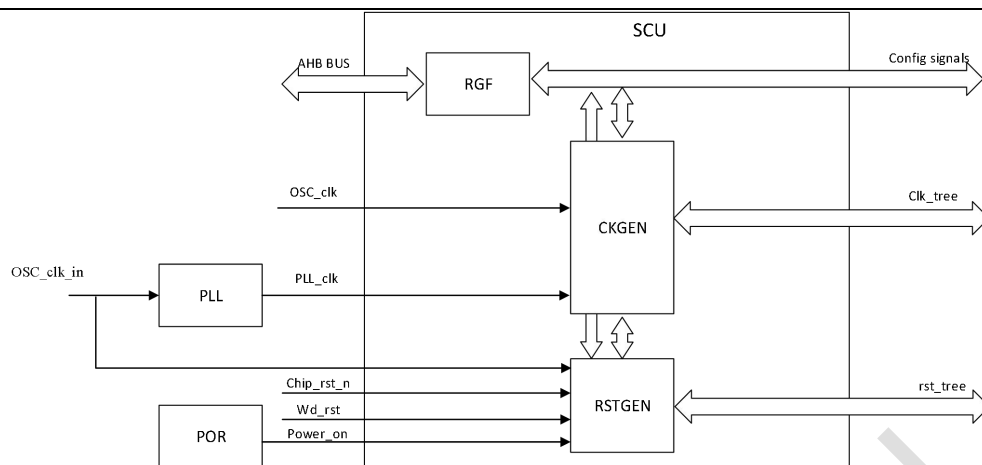 SCU
AHB BUS
Config signals
RGF
OSC_clk
Clk_tree
CKGEN
OSC_clk_in
PLL
PLL_clk
Chip_rst_n
rst_tree
Wd_rst
RSTGEN
POR
Power_on